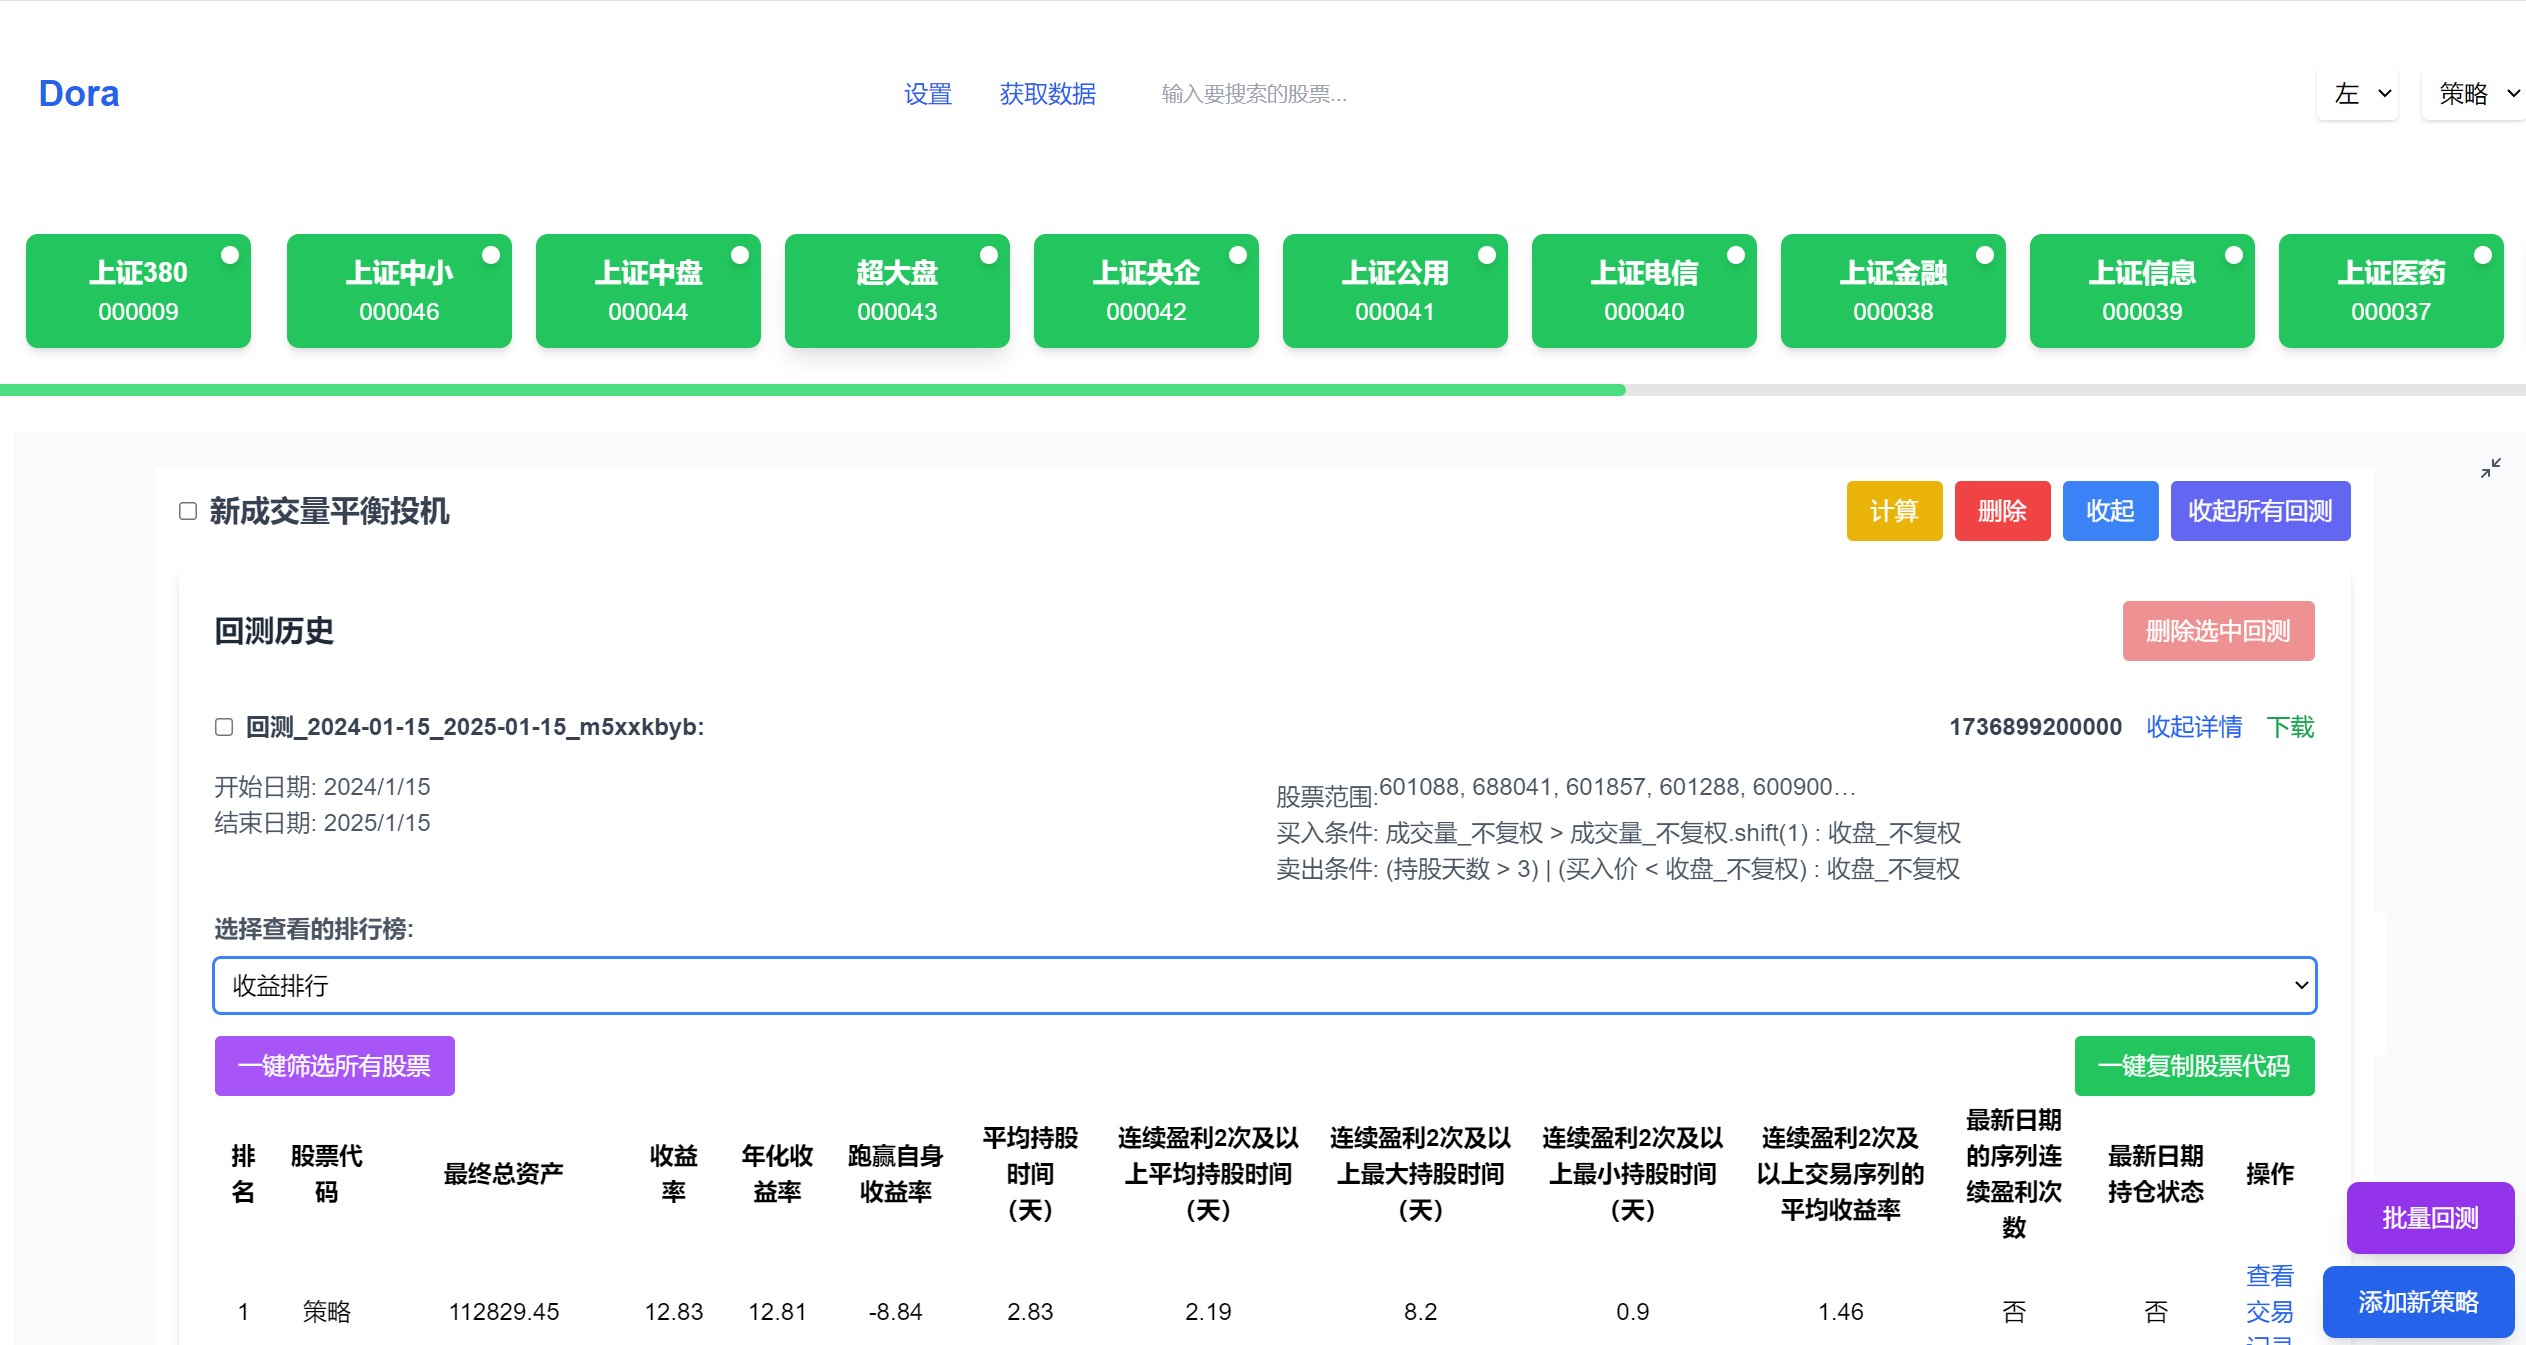 Dora
设置
获取数据
输入要搜索的股票...
左
策略
上证380
000009
上证中小
000046
上证中盘
000044
超大盘
000043
上证央企
000042
上证公用
000041
上证电信
000040
上证金融
000038
上证信息
000039
上证医药
000037
新成交量平衡投机
计算
删除
收起
收起所有回测
回测历史
删除选中回测
回测_2024-01-15_2025-01-15_m5xxkbyb:
1736899200000
收起详情
下载
开始日期: 2024/1/15
结束日期: 2025/1/15
股票范围:601088, 688041, 601857, 601288, 600900…
买入条件: 成交量_不复权 > 成交量_不复权.shift(1) : 收盘_不复权
卖出条件: (持股天数 > 3) | (买入价 < 收盘_不复权) : 收盘_不复权
选择查看的排行榜:
收益排行
一键筛选所有股票
一键复制股票代码
排
名
股票代
码
最终总资产
收益
率
年化收
益率
跑赢自身
收益率
平均持股
时间
（天）
连续盈利2次及以
上平均持股时间
（天）
连续盈利2次及以
上最大持股时间
（天）
连续盈利2次及以
上最小持股时间
（天）
连续盈利2次及
以上交易序列的
平均收益率
最新日期
的序列连
续盈利次
数
最新日期
持仓状态
操作
1
策略
112829.45
12.83
12.81
-8.84
2.83
2.19
8.2
0.9
1.46
否
否
查看
交易
记录
批量回测
添加新策略